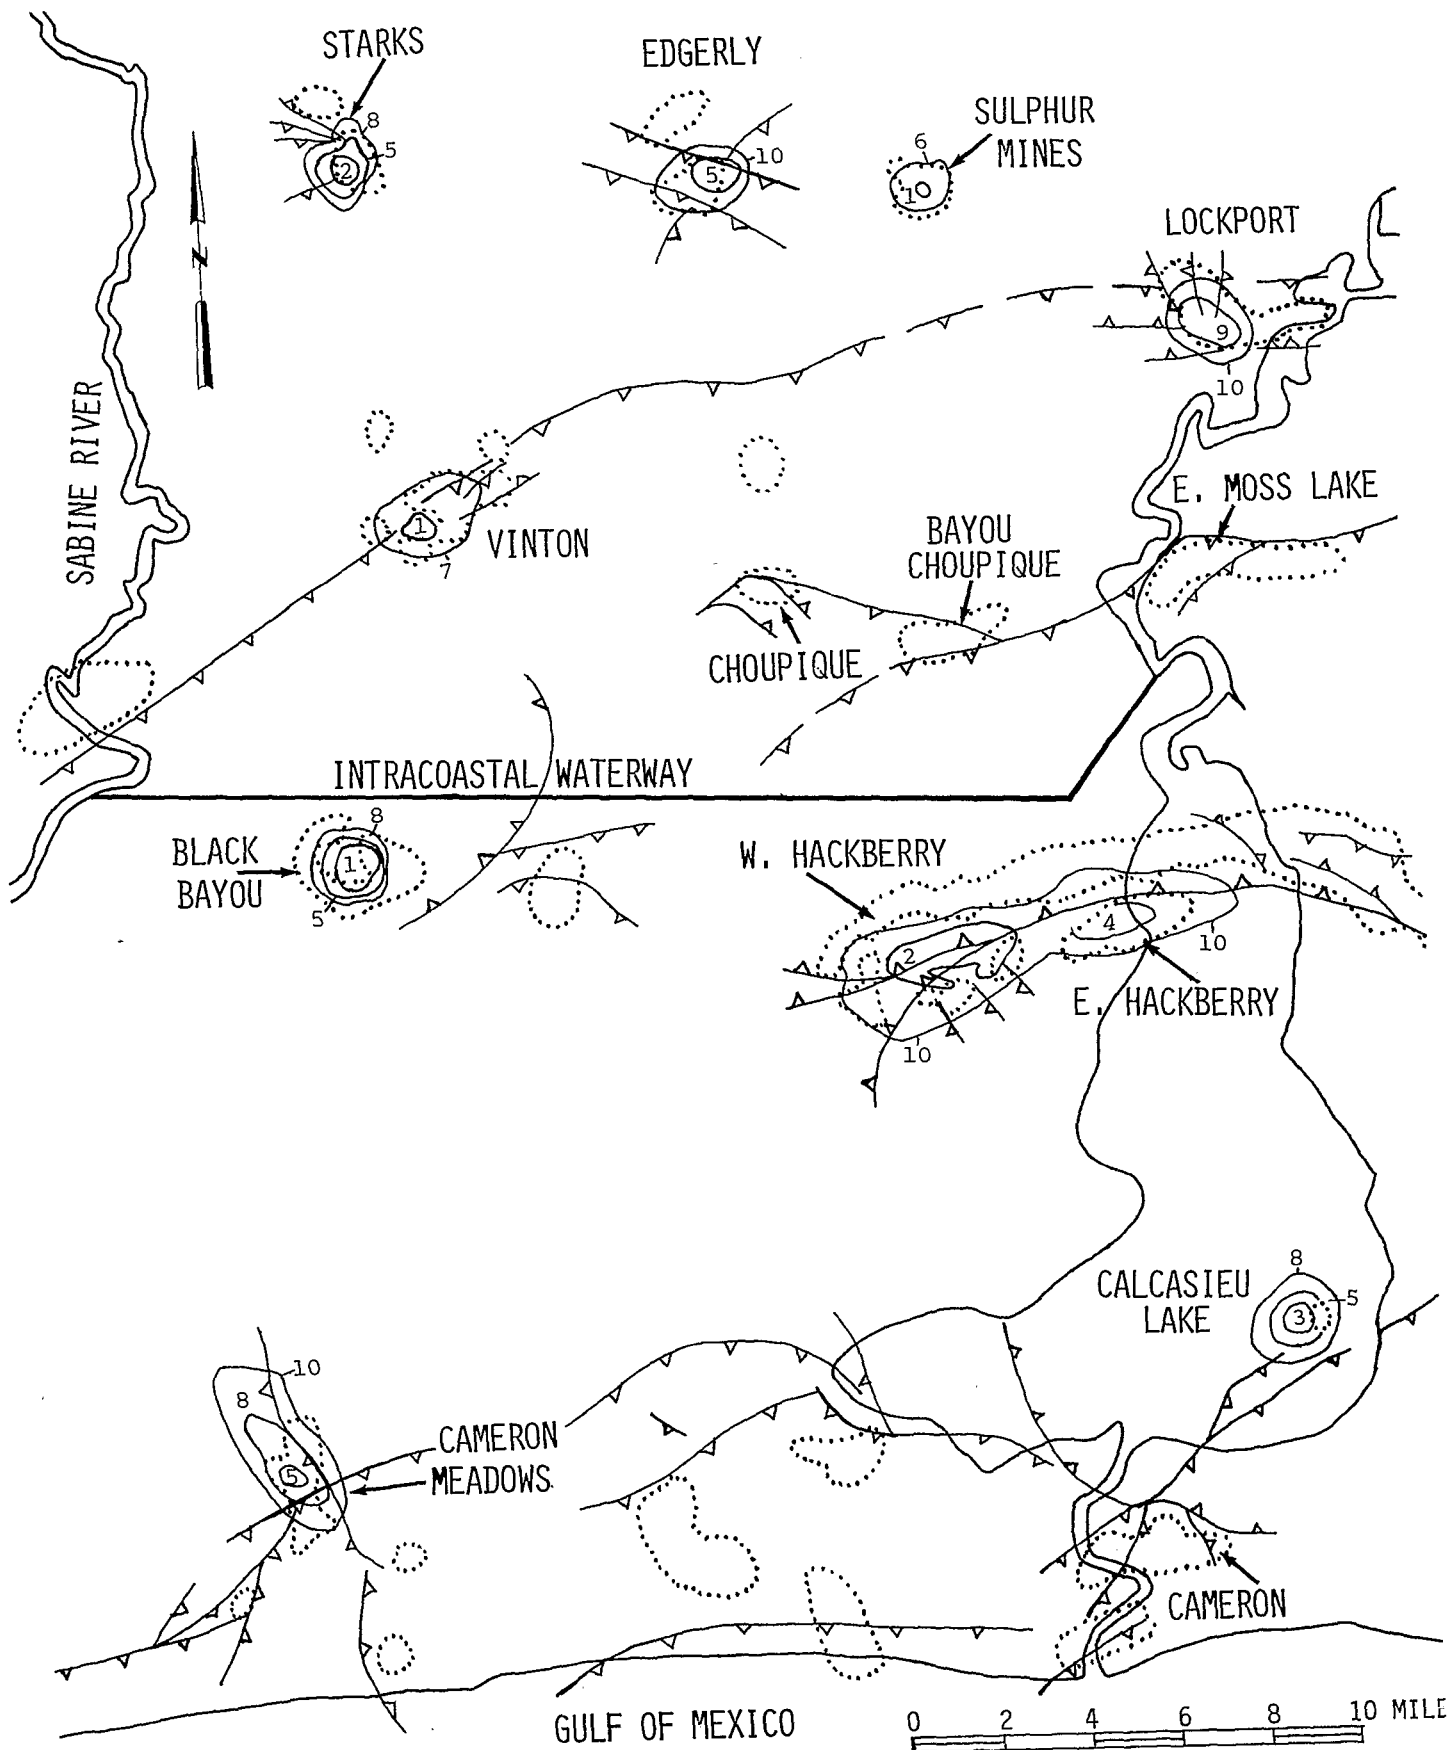 STARKS
EDGERLY
8
5
2
10
5
SULPHUR
MINES
6
1
LOCKPORT
9
10
N
SABINE RIVER
E. MOSS LAKE
1
VINTON
7
BAYOU
CHOUPIQUE
CHOUPIQUE
INTRACOASTAL WATERWAY
8
BLACK
BAYOU
1
5
W. HACKBERRY
2
4
10
E. HACKBERRY
10
8
CALCASIEU
LAKE
5
3
10
8
CAMERON
MEADOWS
5
CAMERON
GULF OF MEXICO
0 2 4 6 8 10 MILE